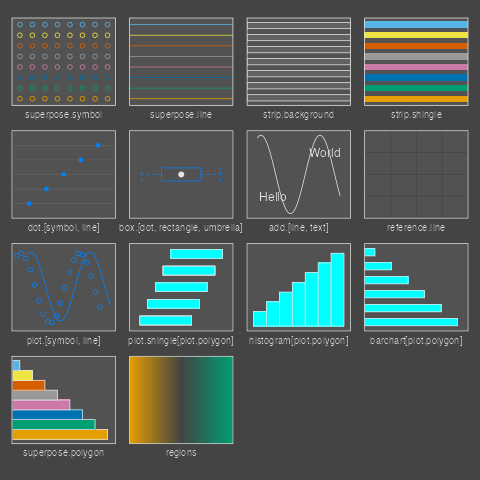 superpose.symbol
superpose.line
strip.background
strip.shingle
World
Hello
dot.[symbol, line]
box.[dot, rectangle, umbrella]
add.[line, text]
reference.line
plot.[symbol, line]
plot.shingle[plot.polygon]
histogram[plot.polygon]
barchart[plot.polygon]
superpose.polygon
regions